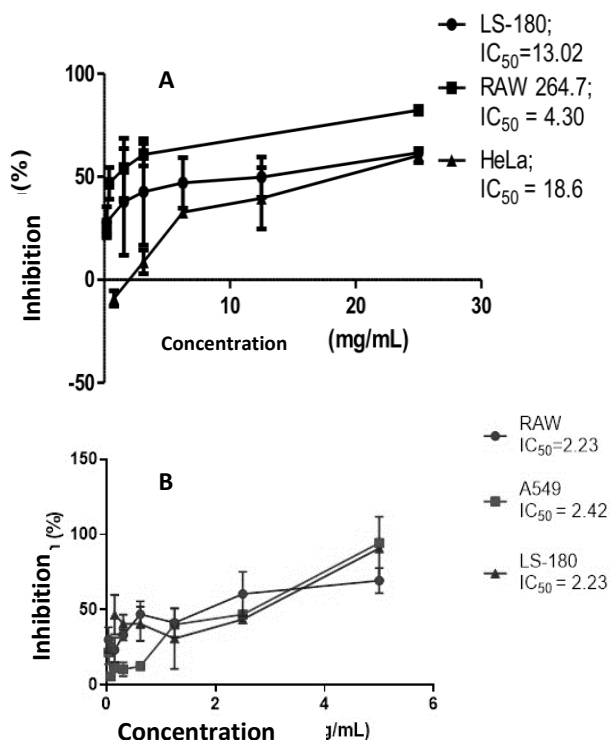 A
LS-180;
IC50=13.02
RAW 264.7;
IC50 = 4.30
HeLa;
IC50 = 18.6
Inhibition (%)
100
50
0
-50
10
20
30
Concentration (mg/mL)
B
RAW
IC50=2.23
A549
IC50 = 2.42
LS-180
IC50 = 2.23
Inhibition (%)
150
100
50
0
0
2
4
6
Concentration g/mL)